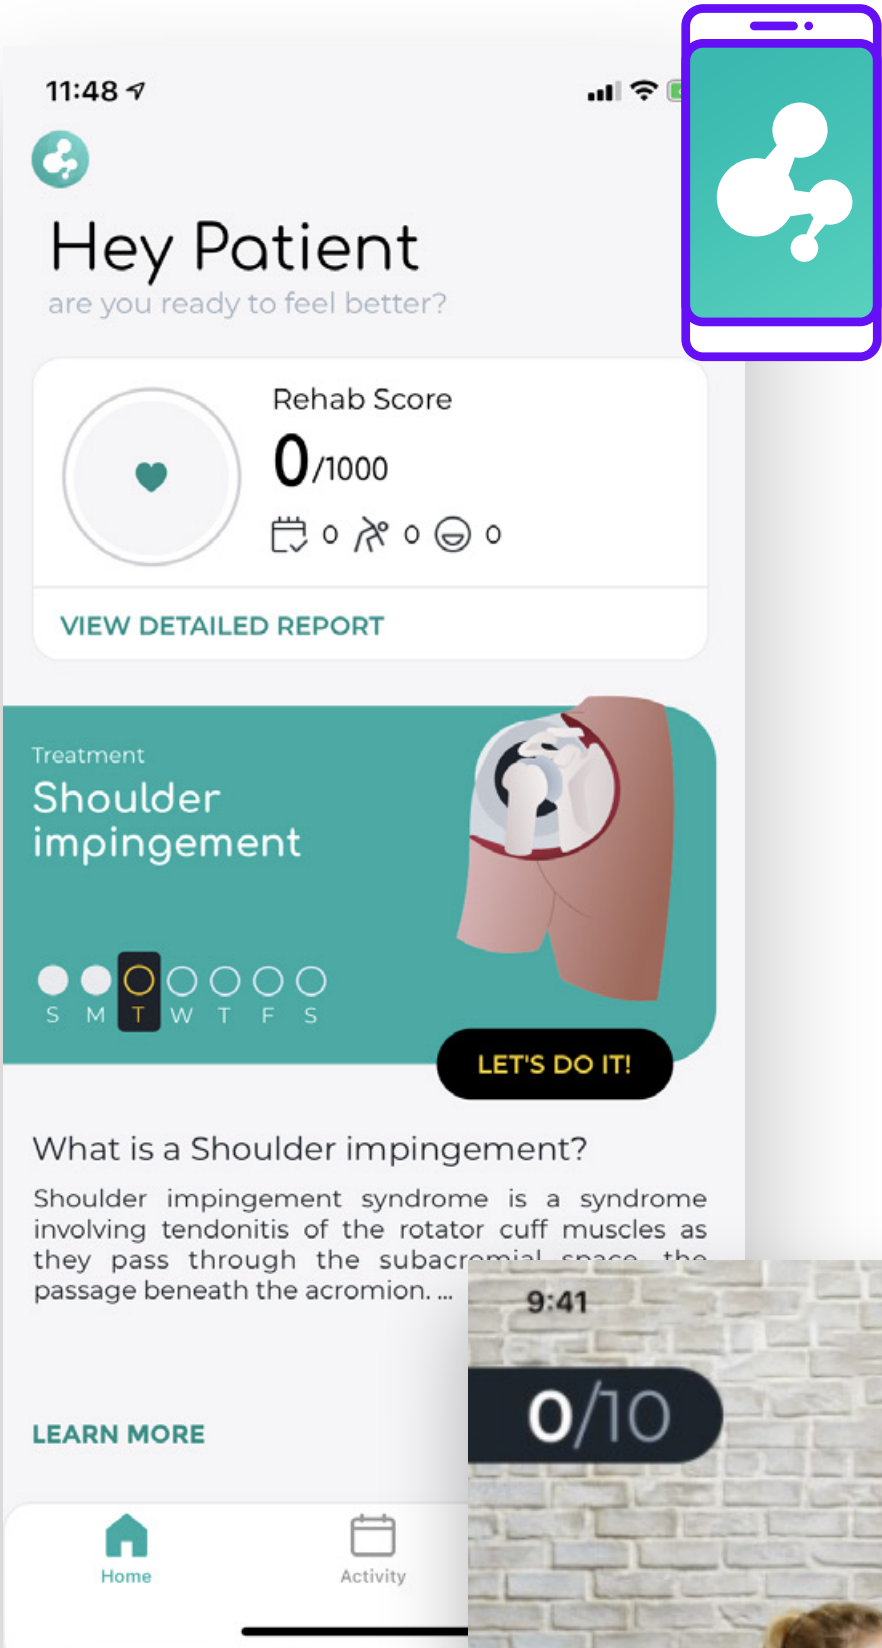 11:48
Hey Patient
are you ready to feel better?
Rehab Score
0/1000
0 0 0
VIEW DETAILED REPORT
Treatment
Shoulder
impingement
S M T W T F S
LET'S DO IT!
What is a Shoulder impingement?
Shoulder impingement syndrome is a syndrome
involving tendonitis of the rotator cuff muscles as
they pass through the subacromial space, the
passage beneath the acromion. ...
9:41
0/10
LEARN MORE
Home
Activity